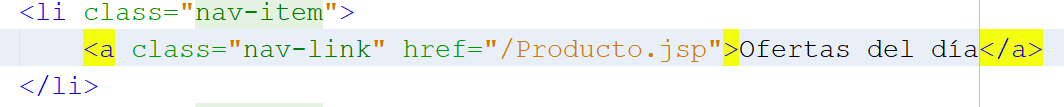 <li class="nav-item">
<a class="nav-link" href="/Producto.jsp">Ofertas del día</a>
</li>